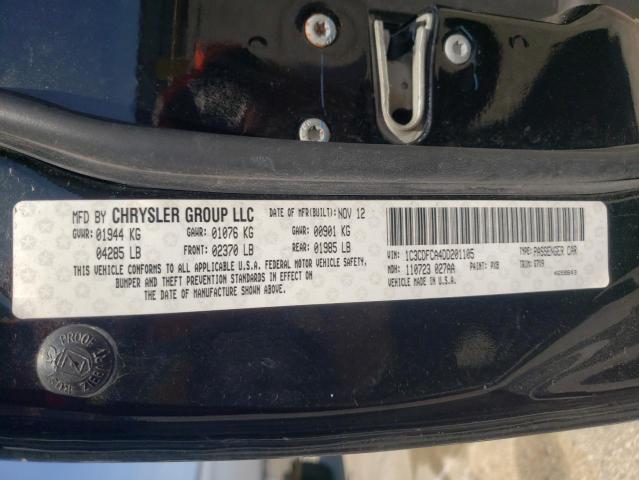 MFD BY CHRYSLER GROUP LLC DATE OF MFR(BUILT): NOV 12
GVWR: 01944 KG GAWR: 01076 KG GAWR: 00901 KG
04285 LB FRONT: 02370 LB REAR: 01985 LB
THIS VEHICLE CONFORMS TO ALL APPLICABLE U.S.A. FEDERAL MOTOR VEHICLE SAFETY,
BUMPER AND THEFT PREVENTION STANDARDS IN EFFECT ON
THE DATE OF MANUFACTURE SHOWN ABOVE.
VIN: 1C3CDFCA4DD201105 TYPE: PASSENGER CAR
MDH: 110723 027AA PAINT: PXB TRIM:
VEHICLE MADE IN U.S.A.
PROOF